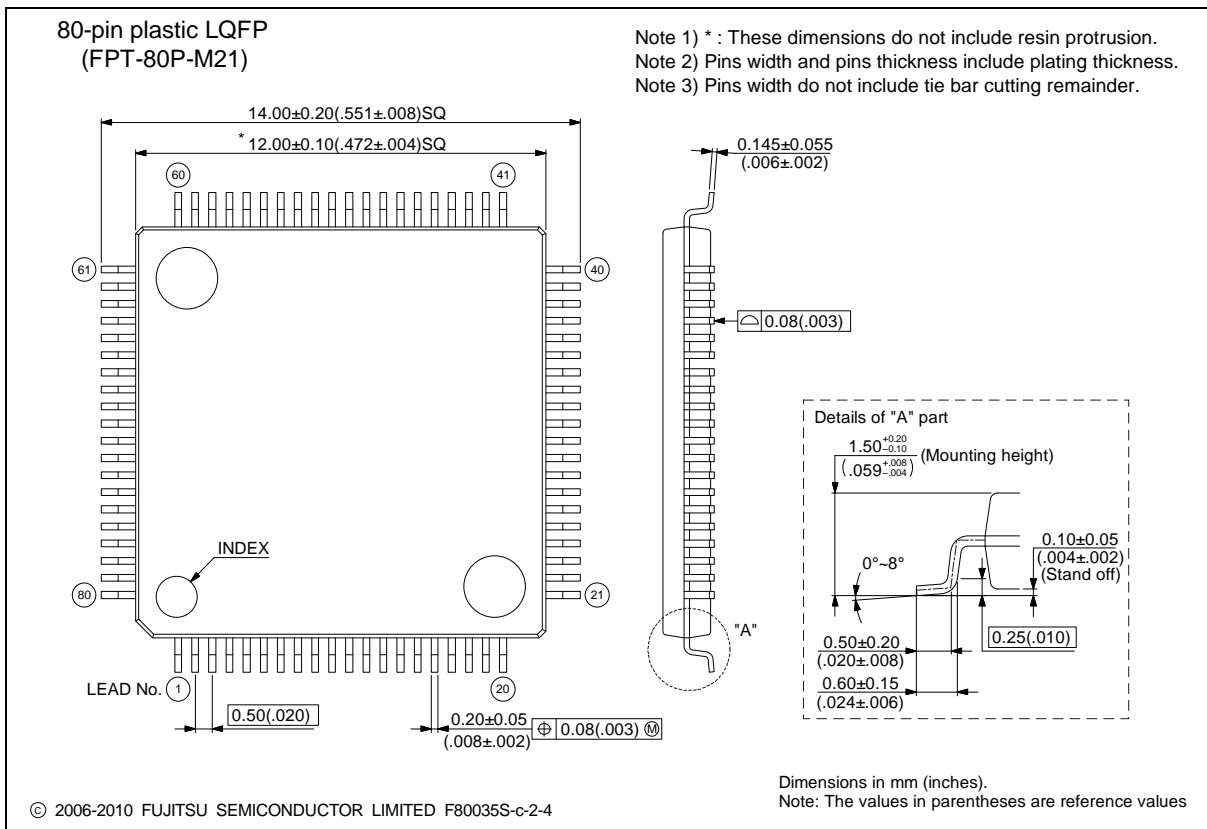 80-pin plastic LQFP
(FPT-80P-M21)
Note 1) * : These dimensions do not include resin protrusion.
Note 2) Pins width and pins thickness include plating thickness.
Note 3) Pins width do not include tie bar cutting remainder.
14.00±0.20(.551±.008)SQ
* 12.00±0.10(.472±.004)SQ
60
41
61
40
80
21
INDEX
LEAD No. 1
20
0.50(.020)
0.20±0.05
(.008±.002)
⌖ 0.08(.003) Ⓜ
0.145±0.055
(.006±.002)
⌓ 0.08(.003)
"A"
Details of "A" part
1.50 +0.20 −0.10
(.059 +.008 −.004)
(Mounting height)
0°~8°
0.10±0.05
(.004±.002)
(Stand off)
0.25(.010)
0.50±0.20
(.020±.008)
0.60±0.15
(.024±.006)
© 2006-2010 FUJITSU SEMICONDUCTOR LIMITED F80035S-c-2-4
Dimensions in mm (inches).
Note: The values in parentheses are reference values